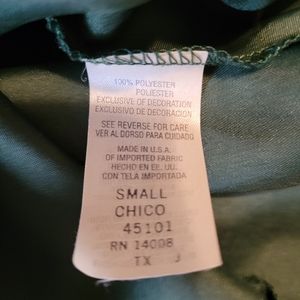 100% POLYESTER
POLIESTER
EXCLUSIVE OF DECORATION
EXCLUSIVO DE DECORACION
SEE REVERSE FOR CARE
VER AL DORSO PARA CUIDADO
MADE IN U.S.A.
OF IMPORTED FABRIC
HECHO EN EE. UU.
CON TELA IMPORTADA
SMALL
CHICO
45101
RN 14098
TX